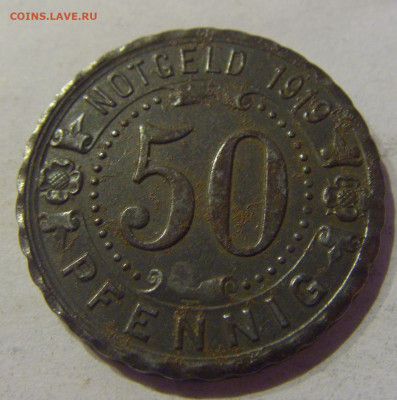 COINS.LAVE.RU
NOTGELD 1919
50
PFENNIG